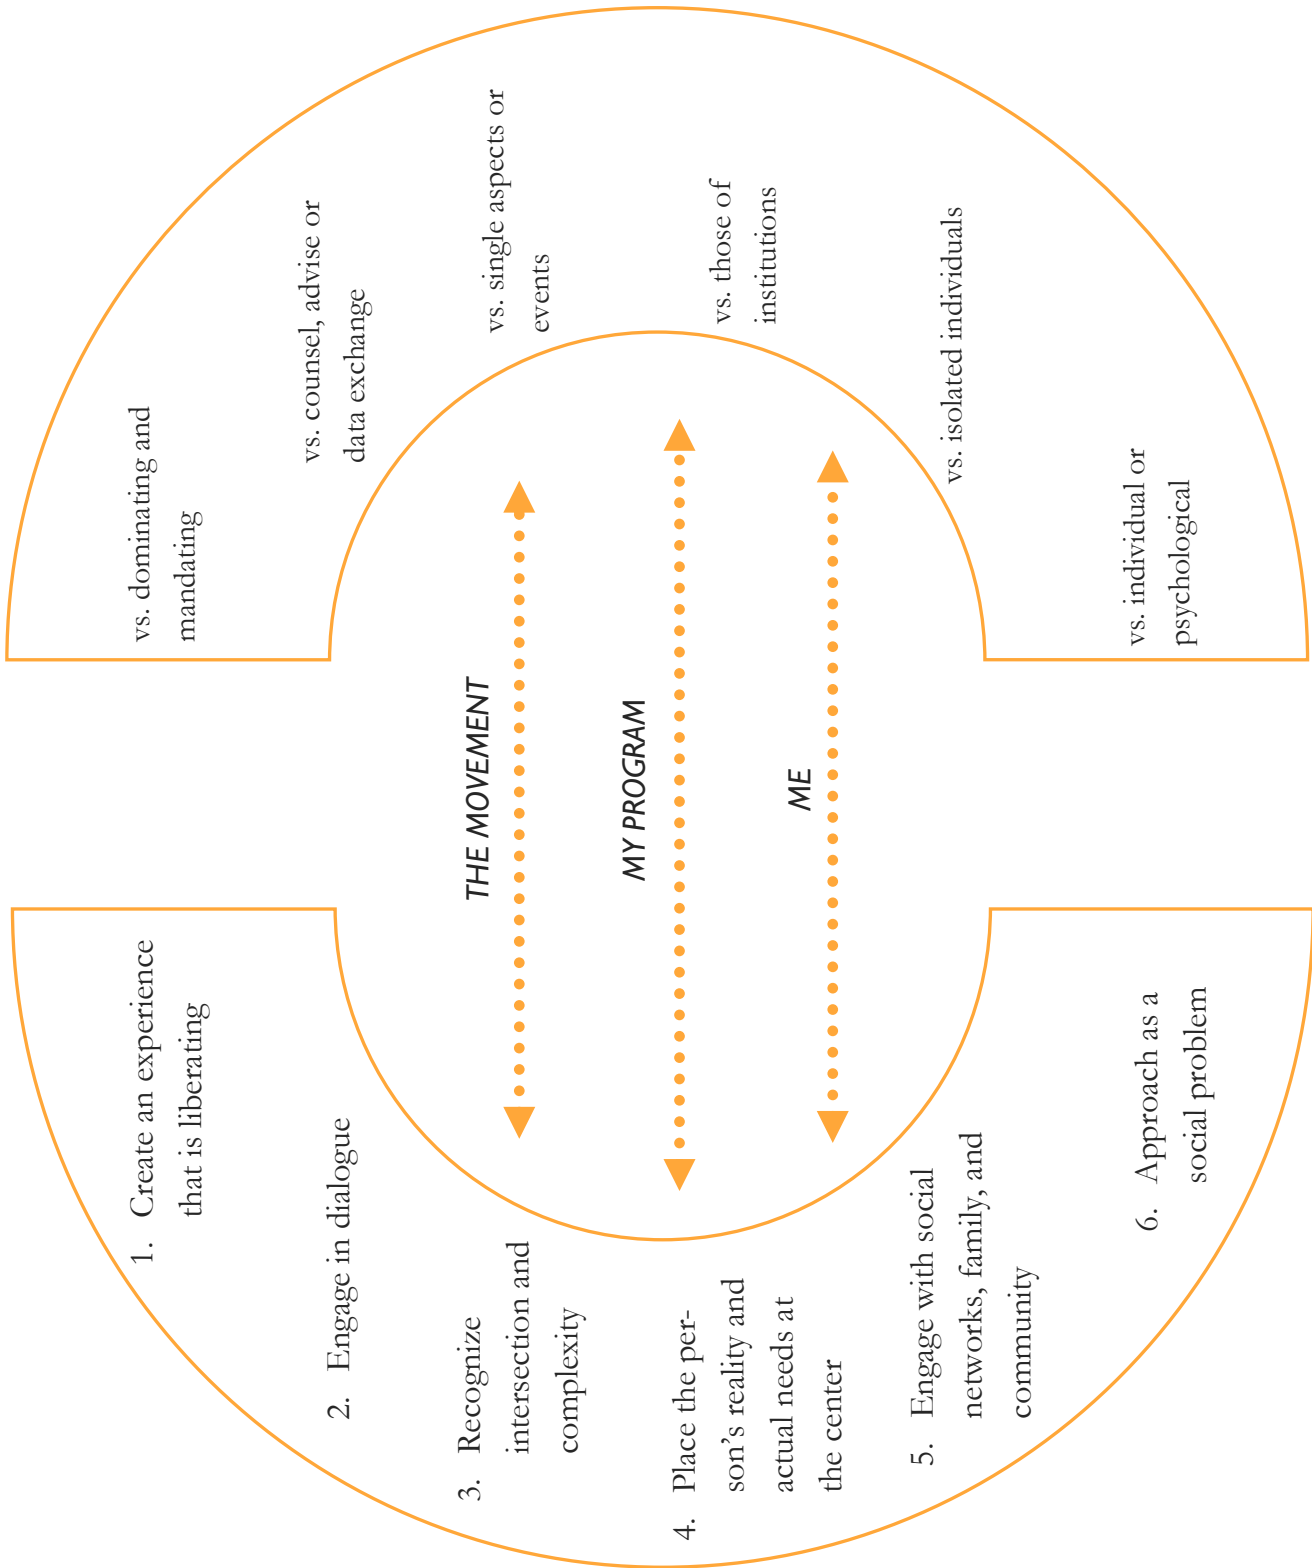 1. Create an experience
that is liberating
2. Engage in dialogue
3. Recognize
intersection and
complexity
4. Place the per-
son’s reality and
actual needs at
the center
5. Engage with social
networks, family, and
community
6. Approach as a
social problem
THE MOVEMENT
MY PROGRAM
ME
vs. dominating and
mandating
vs. counsel, advise or
data exchange
vs. single aspects or
events
vs. those of
institutions
vs. isolated individuals
vs. individual or
psychological